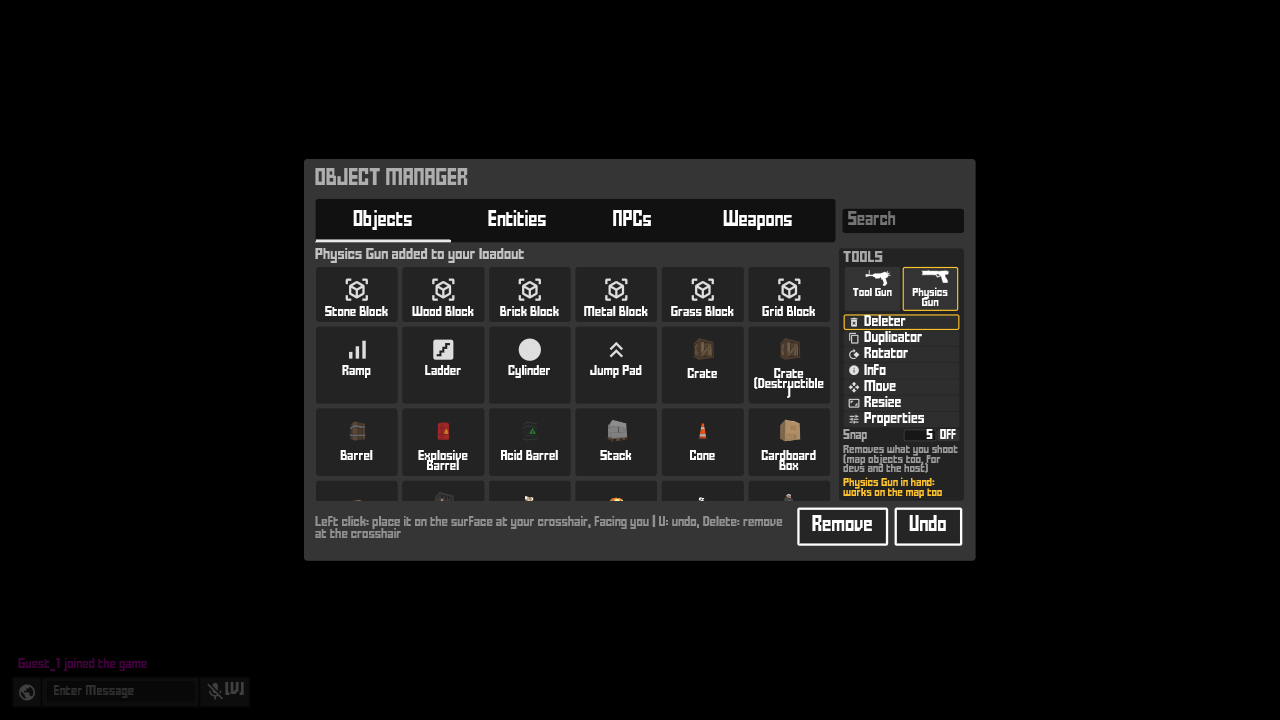 OBJECT MANAGER
Objects
Entities
NPCs
Weapons
Search
Physics Gun added to your loadout
TOOLS
Tool Gun
Physics
Gun
Stone Block
Wood Block
Brick Block
Metal Block
Grass Block
Grid Block
Deleter
Duplicator
Rotator
Info
Move
Resize
Properties
Ramp
Ladder
Cylinder
Jump Pad
Crate
Crate
(Destructible
)
Barrel
Explosive
Barrel
Acid Barrel
Stack
Cone
Cardboard
Box
Snap
5
OFF
Removes what you shoot
(map objects too, for
devs and the host)
Physics Gun in hand:
works on the map too
Left click: place it on the surface at your crosshair, facing you | U: undo, Delete: remove
at the crosshair
Remove
Undo
Guest_1 joined the game
Enter Message
[V]